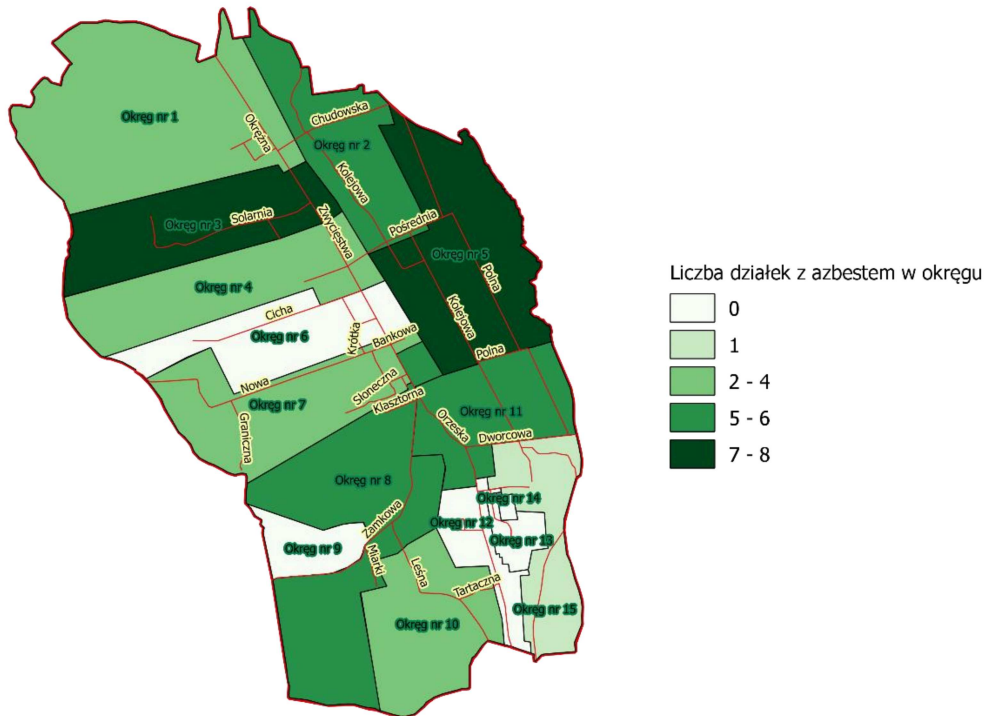 Okręg nr 1
Okrężna
Chudowska
Okręg nr 2
Kolejowa
Okręg nr 3
Solarnia
Zwycięstwa
Pośrednia
Okręg nr 5
Polna
Okręg nr 4
Cicha
Okręg nr 6
Krótka
Bankowa
Kolejowa
Polna
Nowa
Słoneczna
Klasztorna
Okręg nr 7
Graniczna
Orzeska
Okręg nr 11
Dworcowa
Okręg nr 8
Zamkowa
Okręg nr 14
Okręg nr 12
Okręg nr 13
Okręg nr 9
Miarki
Leśna
Tartaczna
Okręg nr 10
Okręg nr 15
Liczba działek z azbestem w okręgu
0
1
2 - 4
5 - 6
7 - 8